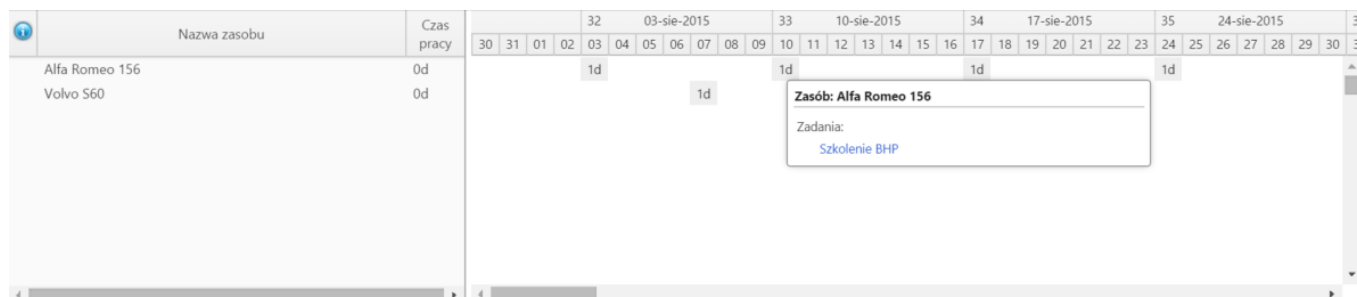 32 03-sie-2015 33 10-sie-2015 34 17-sie-2015 35 24-sie-2015
Nazwa zasobu Czas pracy
30 31 01 02 03 04 05 06 07 08 09 10 11 12 13 14 15 16 17 18 19 20 21 22 23 24 25 26 27 28 29 30
Alfa Romeo 156 0d 1d 1d 1d 1d
Volvo S60 0d 1d
Zasób: Alfa Romeo 156
Zadania:
Szkolenie BHP